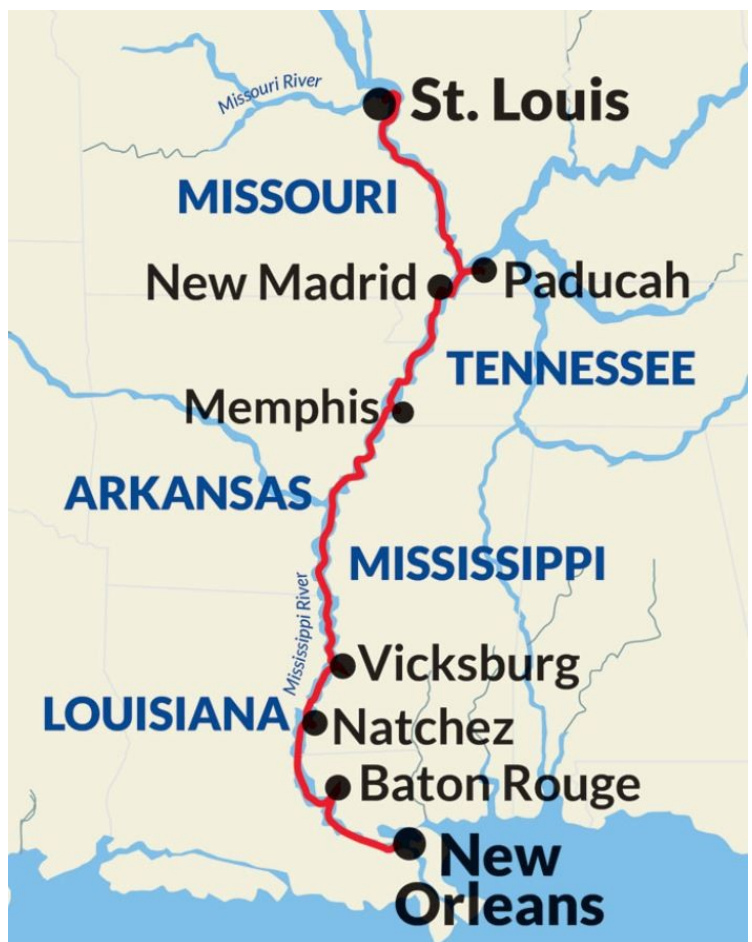 Missouri River
St. Louis
MISSOURI
New Madrid
Paducah
TENNESSEE
Memphis
ARKANSAS
MISSISSIPPI
Mississippi River
Vicksburg
LOUISIANA
Natchez
Baton Rouge
New
Orleans